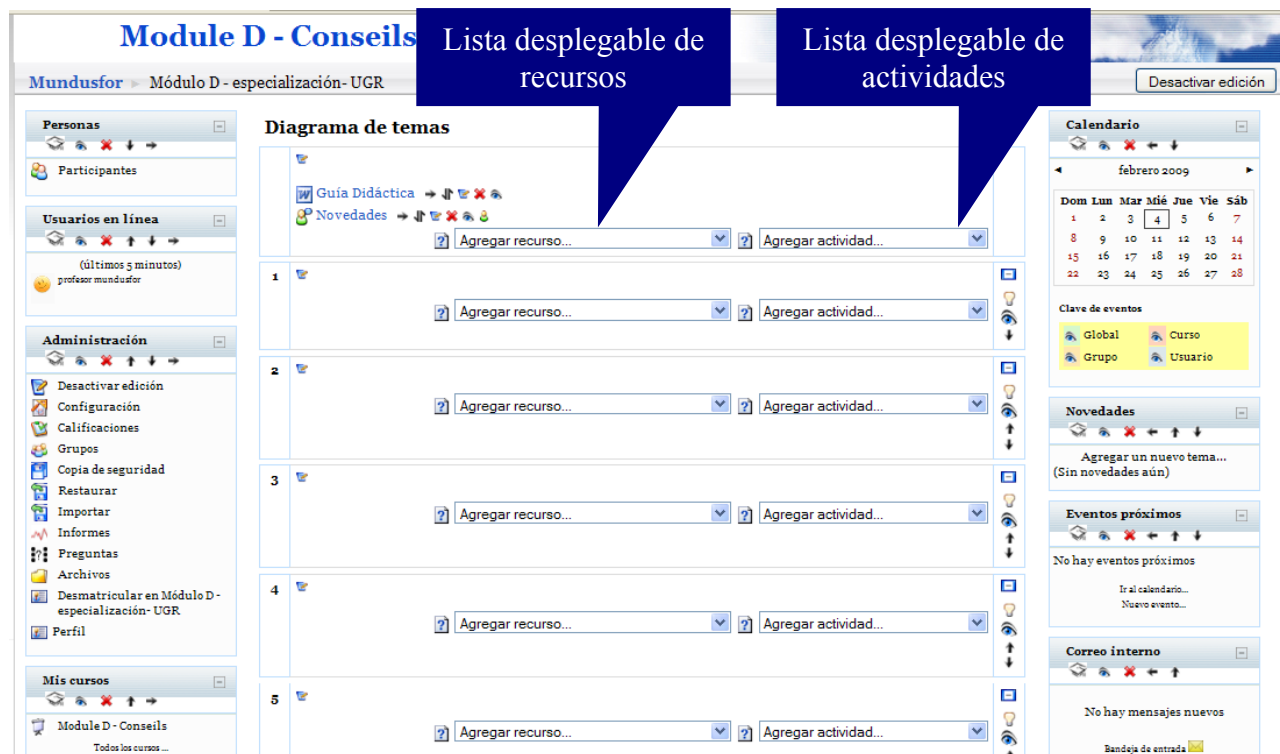 Module D - Conseils
Lista desplegable de
recursos
Lista desplegable de
actividades
Mundusfor ► Módulo D - especialización- UGR
Desactivar edición
Personas
Participantes
Usuarios en línea
(últimos 5 minutos)
profesor mundusfor
Administración
Desactivar edición
Configuración
Calificaciones
Grupos
Copia de seguridad
Restaurar
Importar
Informes
Preguntas
Archivos
Desmatricular en Módulo D -
especialización- UGR
Perfil
Mis cursos
Module D - Conseils
Todos los cursos ...
Diagrama de temas
Guía Didáctica
Novedades
Agregar recurso... Agregar actividad...
1
Agregar recurso... Agregar actividad...
2
Agregar recurso... Agregar actividad...
3
Agregar recurso... Agregar actividad...
4
Agregar recurso... Agregar actividad...
5
Agregar recurso... Agregar actividad...
Calendario
febrero 2009
Dom Lun Mar Mié Jue Vie Sáb
1 2 3 4 5 6 7
8 9 10 11 12 13 14
15 16 17 18 19 20 21
22 23 24 25 26 27 28
Clave de eventos
Global Curso
Grupo Usuario
Novedades
Agregar un nuevo tema...
(Sin novedades aún)
Eventos próximos
No hay eventos próximos
Ir al calendario...
Nuevo evento...
Correo interno
No hay mensajes nuevos
Bandeja de entrada